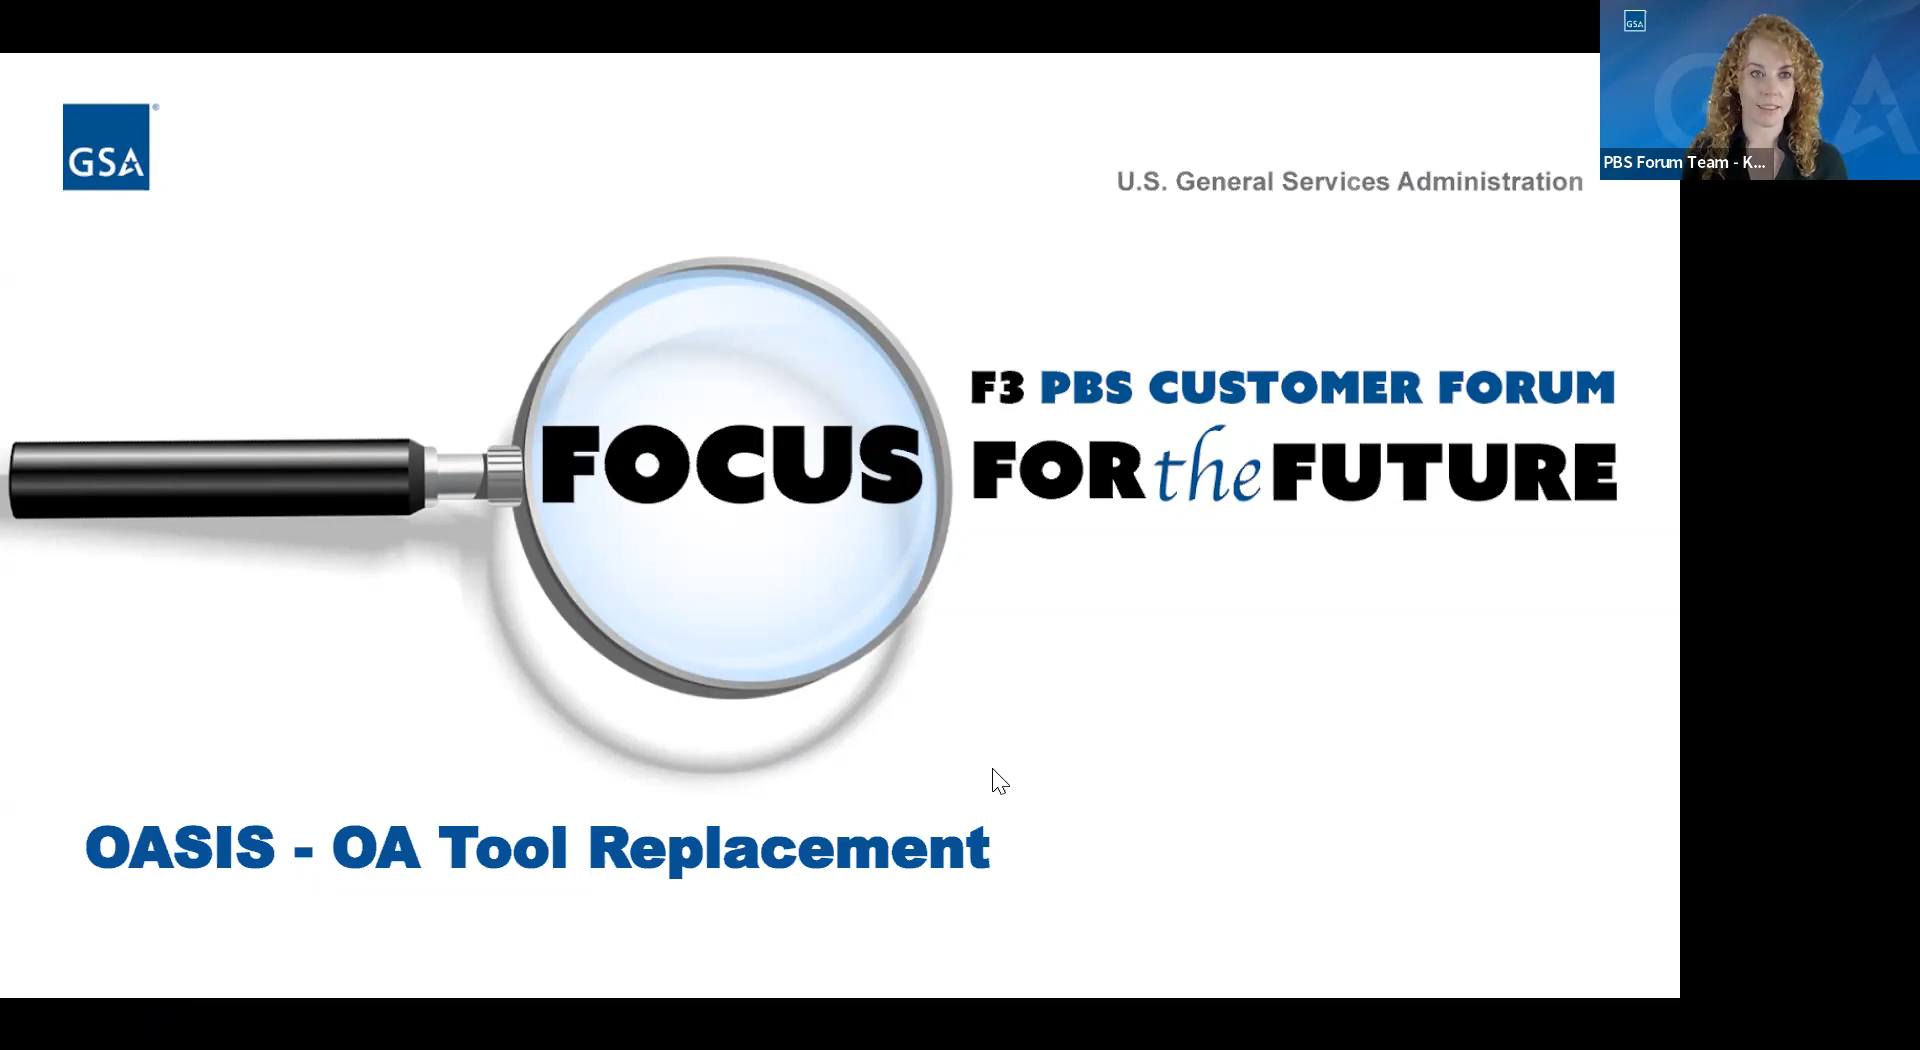 GSA
PBS Forum Team - K...
GSA
U.S. General Services Administration
F3 PBS CUSTOMER FORUM
FOCUS FOR the FUTURE
OASIS - OA Tool Replacement